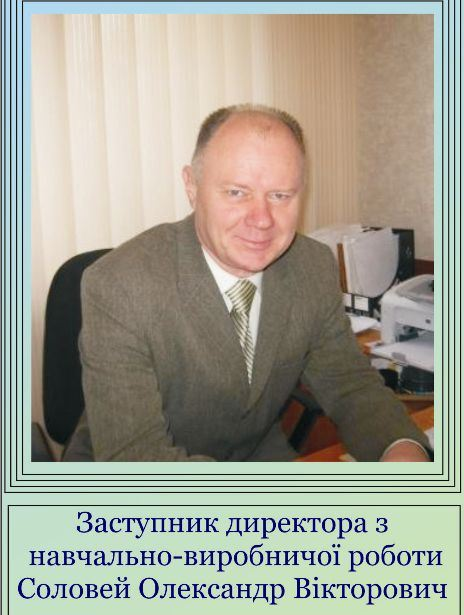 Заступник директора з
навчально-виробничої роботи
Соловей Олександр Вікторович